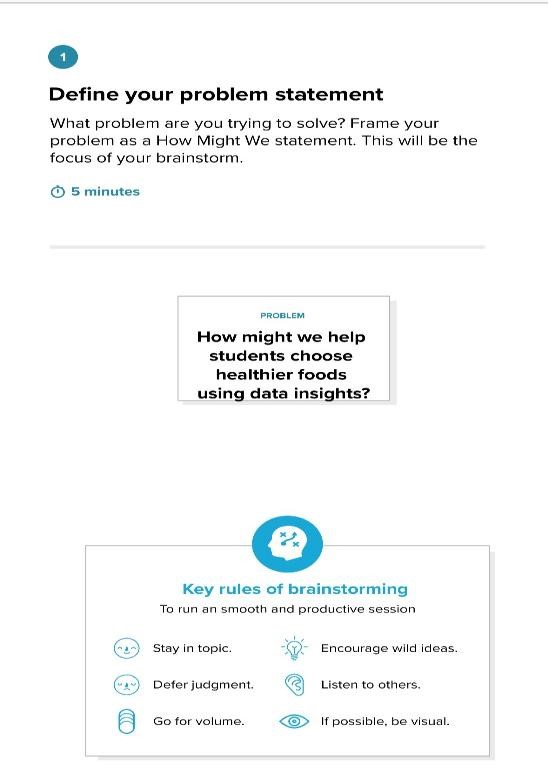 1
Define your problem statement
What problem are you trying to solve? Frame your
problem as a How Might We statement. This will be the
focus of your brainstorm.
5 minutes
PROBLEM
How might we help
students choose
healthier foods
using data insights?
Key rules of brainstorming
To run an smooth and productive session
Stay in topic.
Encourage wild ideas.
Defer judgment.
Listen to others.
Go for volume.
If possible, be visual.